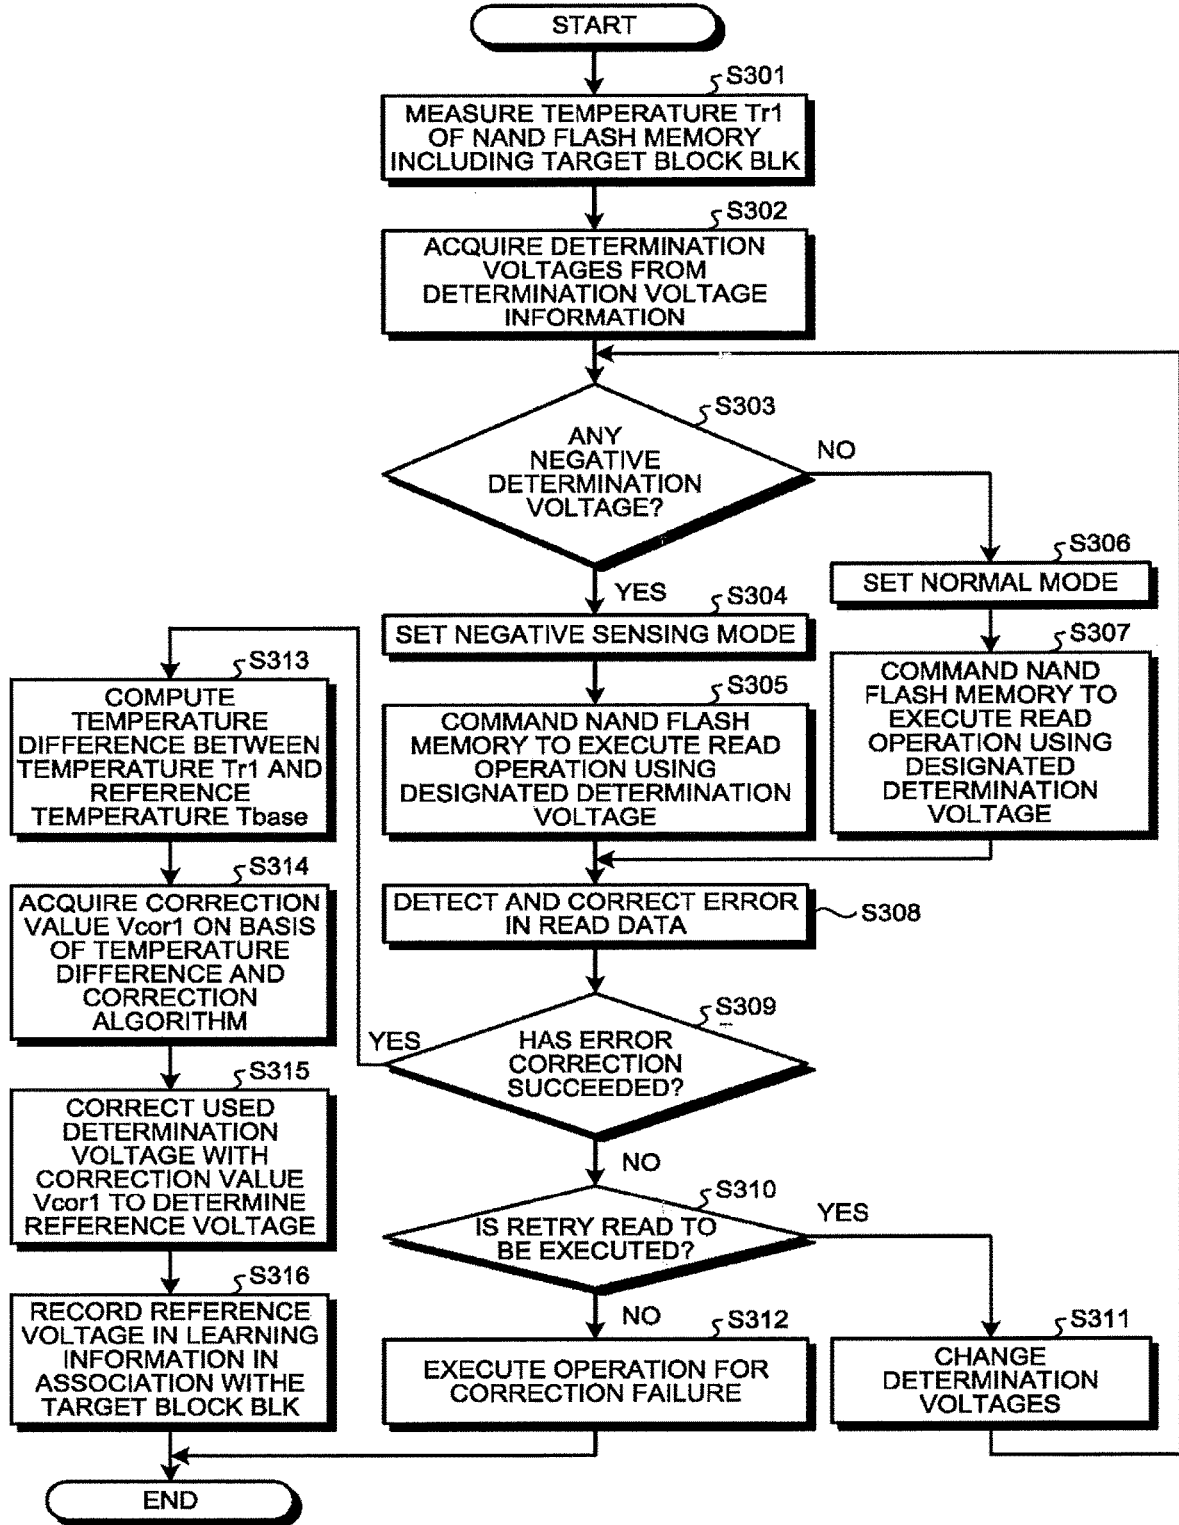 START
S301
MEASURE TEMPERATURE Tr1
OF NAND FLASH MEMORY
INCLUDING TARGET BLOCK BLK
S302
ACQUIRE DETERMINATION
VOLTAGES FROM
DETERMINATION VOLTAGE
INFORMATION
S303
ANY
NEGATIVE
DETERMINATION
VOLTAGE?
NO
YES
S306
SET NORMAL MODE
S304
SET NEGATIVE SENSING MODE
S307
COMMAND NAND
FLASH MEMORY TO
EXECUTE READ
OPERATION USING
DESIGNATED
DETERMINATION
VOLTAGE
S305
COMMAND NAND FLASH
MEMORY TO EXECUTE READ
OPERATION USING
DESIGNATED DETERMINATION
VOLTAGE
S308
DETECT AND CORRECT ERROR
IN READ DATA
S309
HAS ERROR
CORRECTION
SUCCEEDED?
YES
NO
S310
IS RETRY READ TO
BE EXECUTED?
YES
NO
S311
CHANGE
DETERMINATION
VOLTAGES
S312
EXECUTE OPERATION FOR
CORRECTION FAILURE
S313
COMPUTE
TEMPERATURE
DIFFERENCE BETWEEN
TEMPERATURE Tr1 AND
REFERENCE
TEMPERATURE Tbase
S314
ACQUIRE CORRECTION
VALUE Vcor1 ON BASIS
OF TEMPERATURE
DIFFERENCE AND
CORRECTION
ALGORITHM
S315
CORRECT USED
DETERMINATION
VOLTAGE WITH
CORRECTION VALUE
Vcor1 TO DETERMINE
REFERENCE VOLTAGE
S316
RECORD REFERENCE
VOLTAGE IN LEARNING
INFORMATION IN
ASSOCIATION WITHE
TARGET BLOCK BLK
END